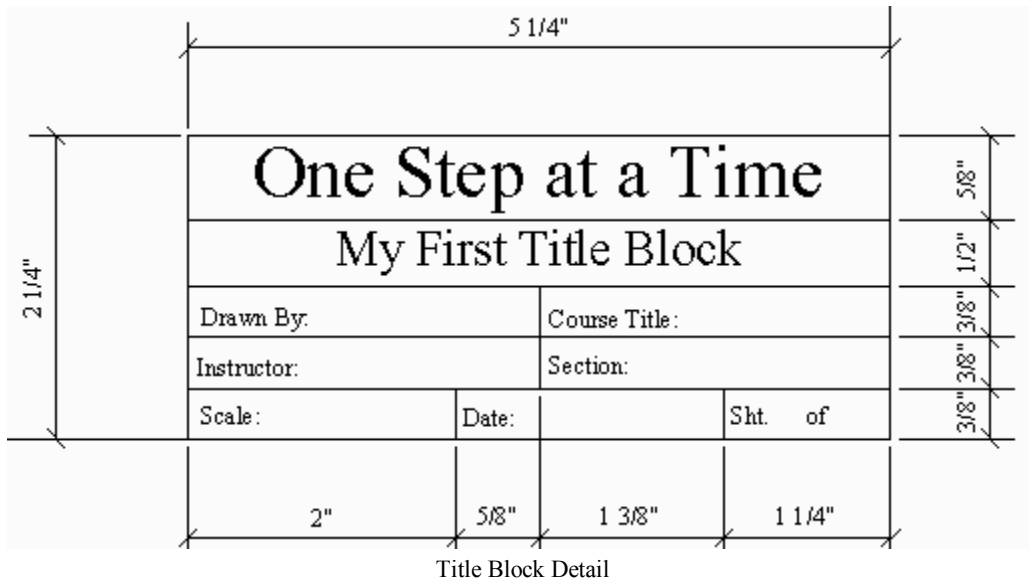 5 1/4"
One Step at a Time
5/8"
My First Title Block
1/2"
2 1/4"
Drawn By: Course Title:
3/8"
Instructor: Section:
3/8"
Scale: Date: Sht. of
3/8"
2" 5/8" 1 3/8" 1 1/4"
Title Block Detail